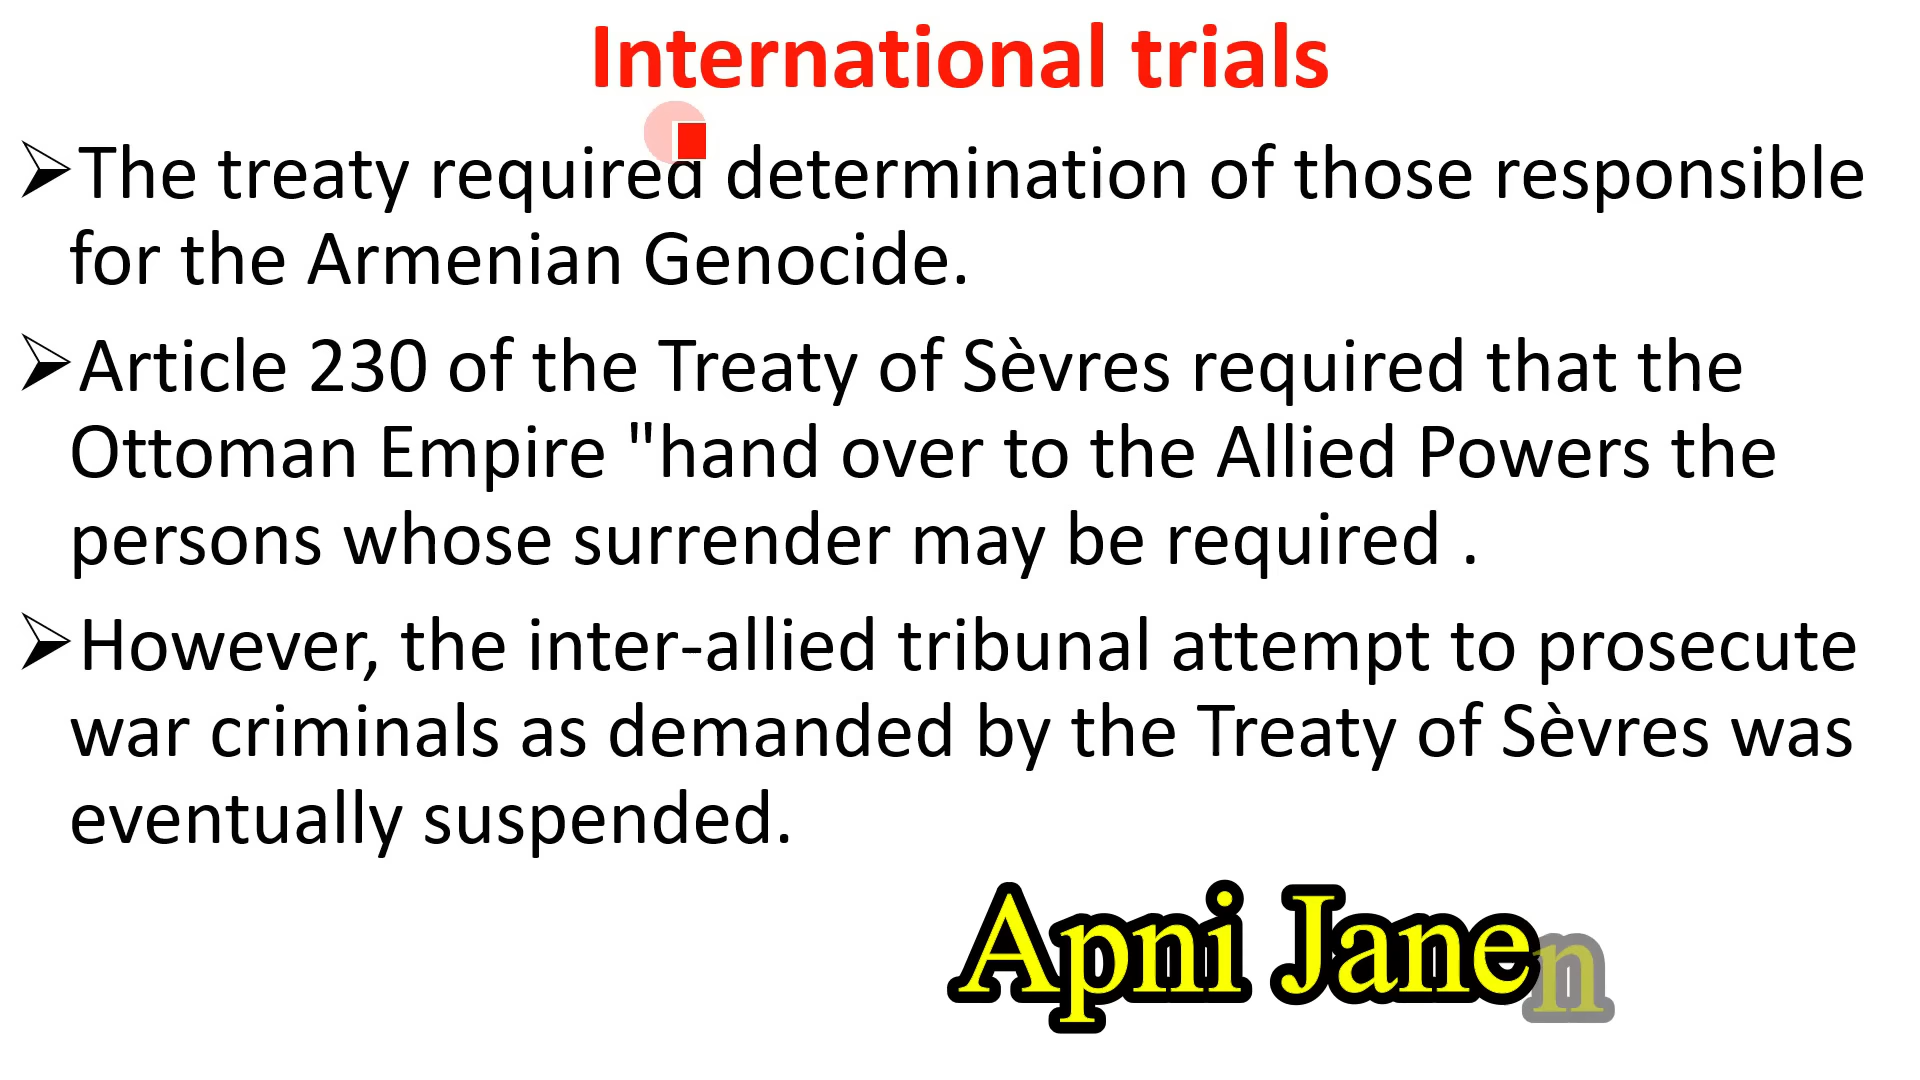 International trials
The treaty required determination of those responsible
for the Armenian Genocide.
Article 230 of the Treaty of Sèvres required that the
Ottoman Empire "hand over to the Allied Powers the
persons whose surrender may be required .
However, the inter-allied tribunal attempt to prosecute
war criminals as demanded by the Treaty of Sèvres was
eventually suspended.
Apni Janen